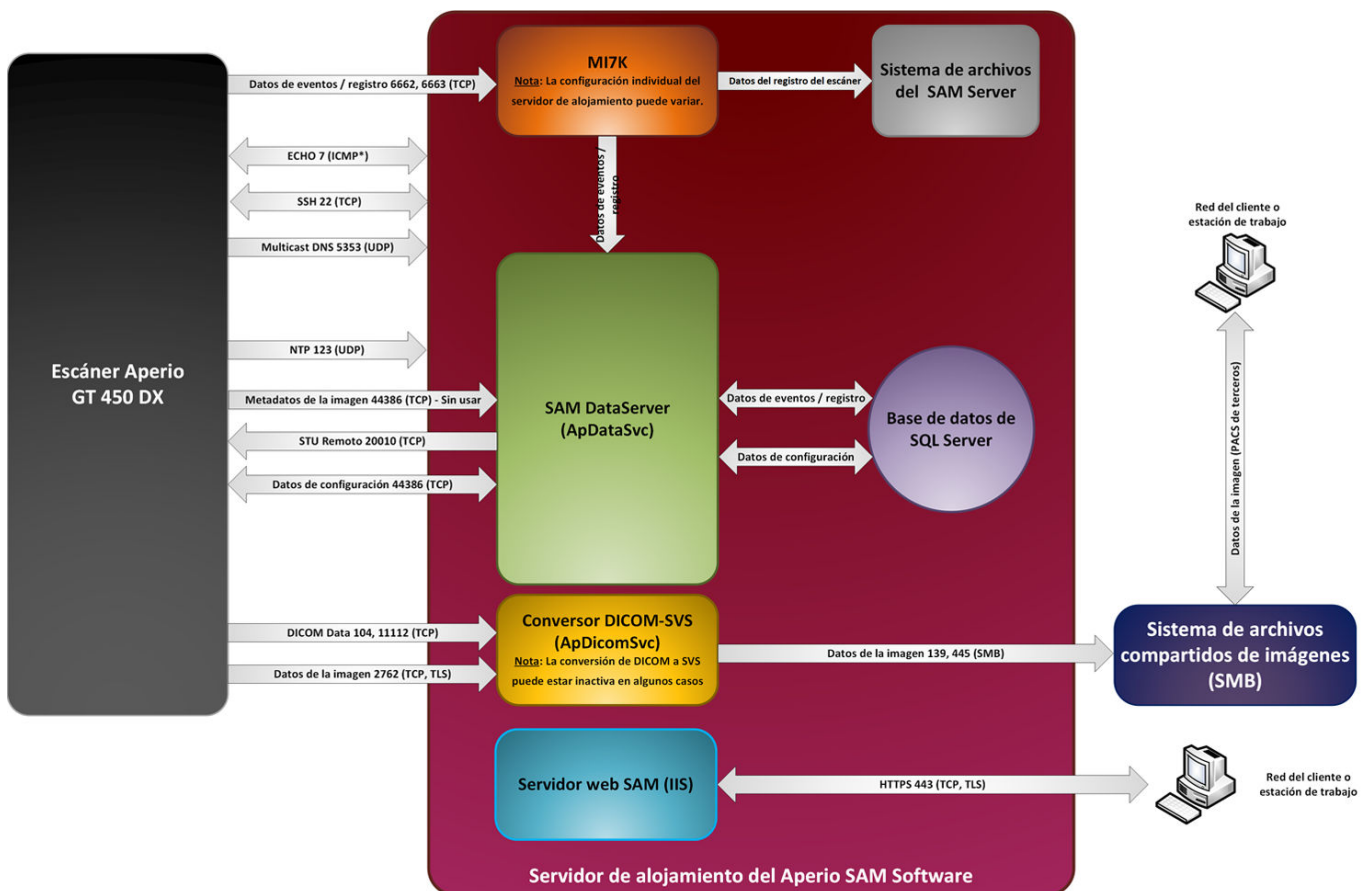 MI7K
Nota: La configuración individual del
servidor de alojamiento puede variar.
Sistema de archivos
del SAM Server
Datos de eventos / registro 6662, 6663 (TCP)
Datos del registro del escáner
ECHO 7 (ICMP*)
Datos de eventos /
registro
SSH 22 (TCP)
Multicast DNS 5353 (UDP)
Red del cliente o
estación de trabajo
NTP 123 (UDP)
Escáner Aperio
GT 450 DX
Metadatos de la imagen 44386 (TCP) - Sin usar
SAM DataServer
(ApDataSvc)
Datos de eventos / registro
Base de datos de
SQL Server
STU Remoto 20010 (TCP)
Datos de configuración
Datos de configuración 44386 (TCP)
Datos de la imagen (PACS de terceros)
DICOM Data 104, 11112 (TCP)
Conversor DICOM-SVS
(ApDicomSvc)
Nota: La conversión de DICOM a SVS
puede estar inactiva en algunos casos
Datos de la imagen 2762 (TCP, TLS)
Datos de la imagen 139, 445 (SMB)
Sistema de archivos
compartidos de imágenes
(SMB)
Servidor web SAM (IIS)
HTTPS 443 (TCP, TLS)
Red del cliente o
estación de trabajo
Servidor de alojamiento del Aperio SAM Software